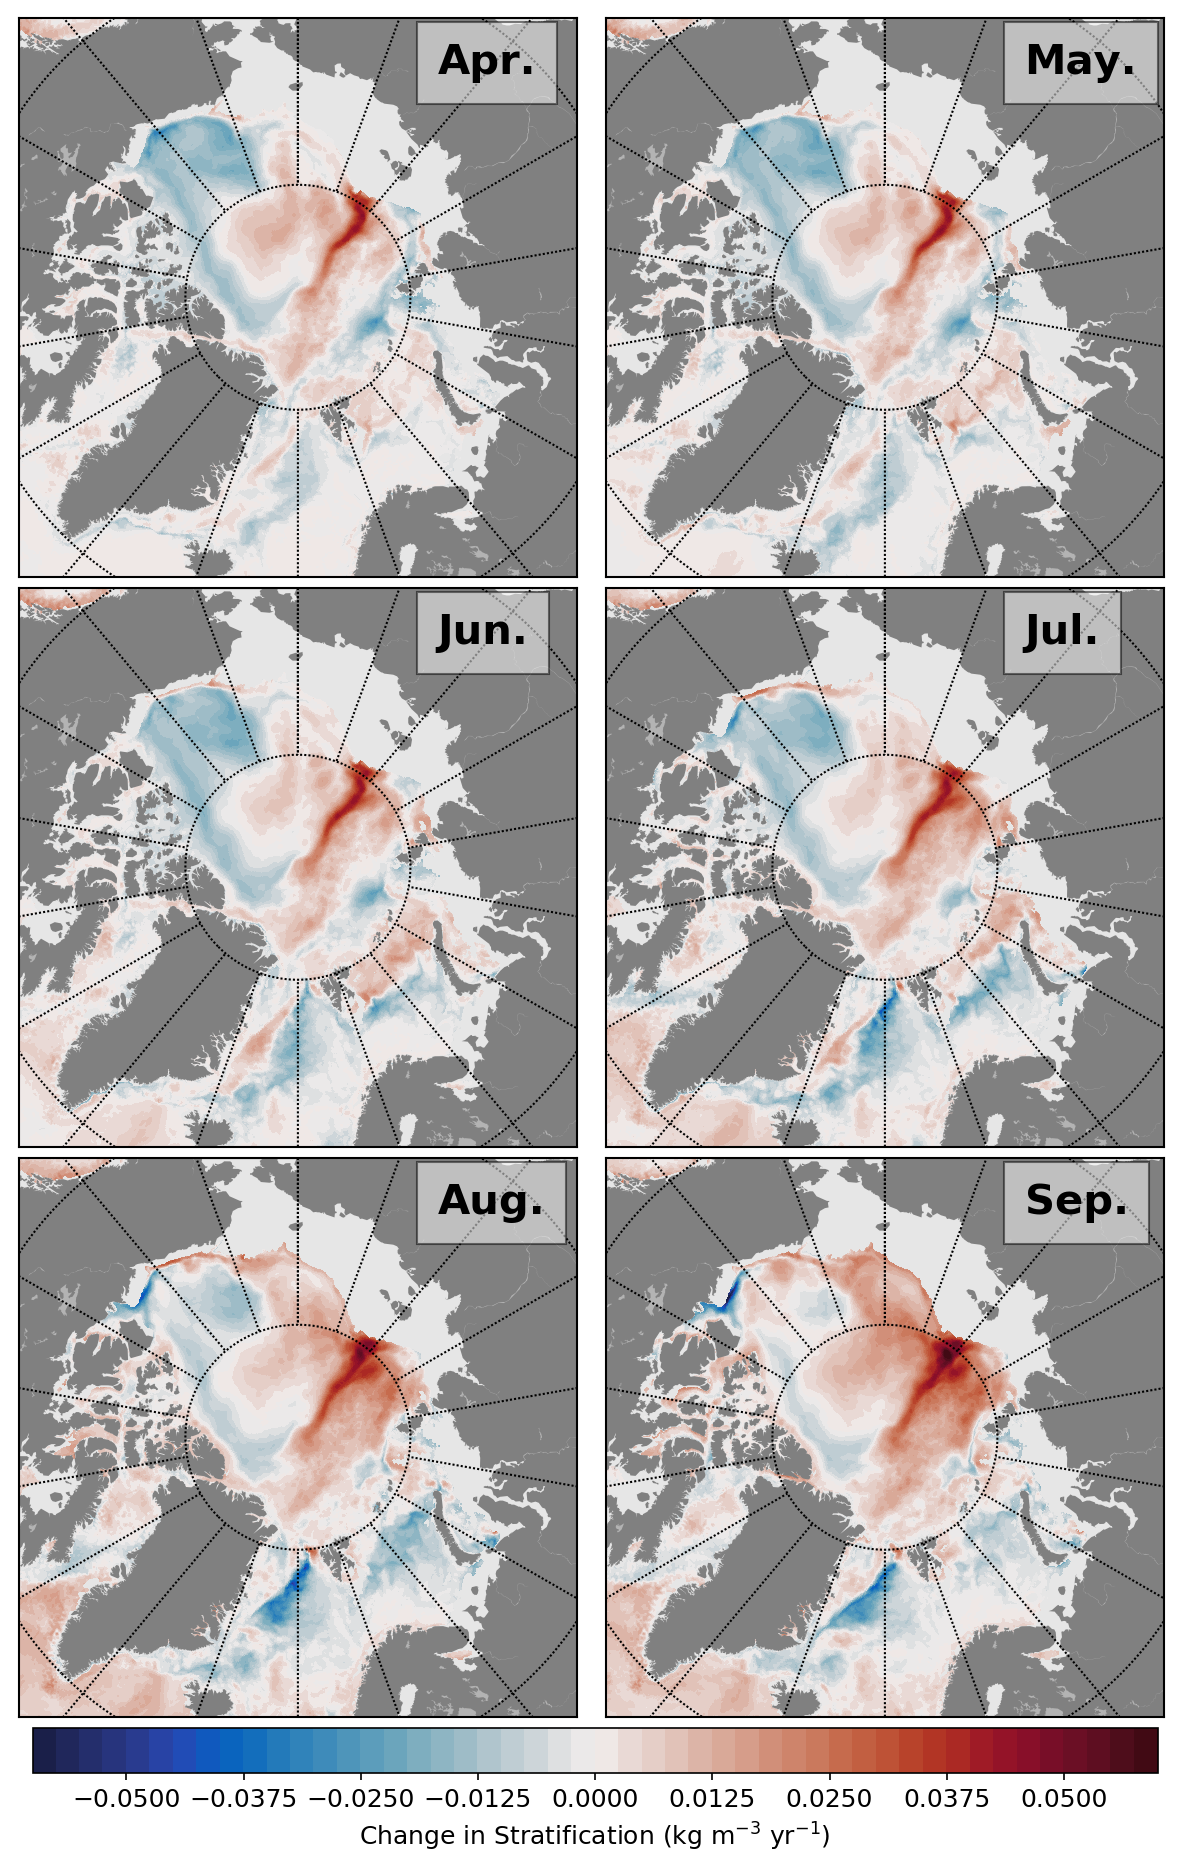 Apr.
May.
Jun.
Jul.
Aug.
Sep.
−0.0500 −0.0375 −0.0250 −0.0125 0.0000 0.0125 0.0250 0.0375 0.0500
Change in Stratification (kg m⁻³ yr⁻¹)